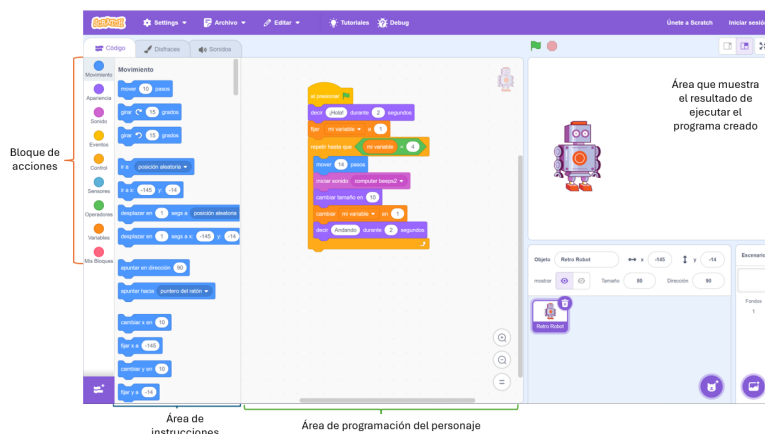 SCRATCH Settings Archivo Editar Tutoriales Debug Únete a Scratch Iniciar sesión
Código Disfraces Sonidos
Movimiento
Apariencia
Sonido
Eventos
Control
Sensores
Operadores
Variables
Mis Bloques
Bloque de
acciones
Movimiento
mover 10 pasos
girar 15 grados
girar 15 grados
ir a posición aleatoria
ir a x: -145 y: -14
desplazar en 1 segs a posición aleatoria
desplazar en 1 segs a x: -145 y: -14
apuntar en dirección 90
apuntar hacia puntero del ratón
cambiar x en 10
fijar x a -145
cambiar y en 10
fijar y a -14
Área de
instrucciones
al presionar
decir ¡Hola! durante 2 segundos
fijar mi variable a 1
repetir hasta que mi variable = 4
mover 14 pasos
iniciar sonido computer beeps2
cambiar tamaño en 10
cambiar mi variable en 1
decir Andando durante 2 segundos
Área de programación del personaje
Área que muestra
el resultado de
ejecutar el
programa creado
Objeto Retro Robot x -145 y -14
mostrar Tamaño 90 Dirección 90
Retro Robot
Escenario
Fondos
1